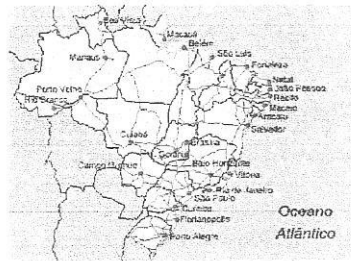 Boa Vista
Macapá
Belém
Manaus
São Luís
Fortaleza
Natal
João Pessoa
Recife
Maceió
Aracaju
Salvador
Porto Velho
Rio Branco
Cuiabá
Brasília
Goiânia
Belo Horizonte
Campo Grande
Vitória
Rio de Janeiro
São Paulo
Curitiba
Florianópolis
Porto Alegre
Oceano
Atlântico